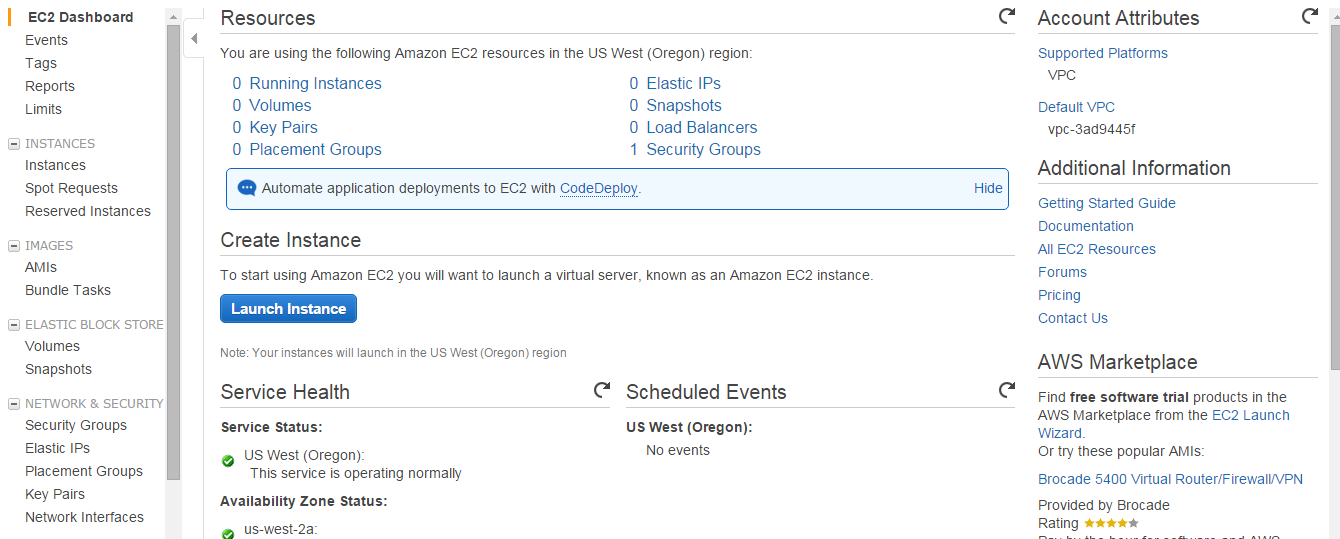 EC2 Dashboard
Events
Tags
Reports
Limits
INSTANCES
Instances
Spot Requests
Reserved Instances
IMAGES
AMIs
Bundle Tasks
ELASTIC BLOCK STORE
Volumes
Snapshots
NETWORK & SECURITY
Security Groups
Elastic IPs
Placement Groups
Key Pairs
Network Interfaces
Resources
You are using the following Amazon EC2 resources in the US West (Oregon) region:
0 Running Instances
0 Elastic IPs
0 Volumes
0 Snapshots
0 Key Pairs
0 Load Balancers
0 Placement Groups
1 Security Groups
Automate application deployments to EC2 with CodeDeploy.
Hide
Create Instance
To start using Amazon EC2 you will want to launch a virtual server, known as an Amazon EC2 instance.
Launch Instance
Note: Your instances will launch in the US West (Oregon) region
Service Health
Service Status:
US West (Oregon):
This service is operating normally
Availability Zone Status:
us-west-2a:
Scheduled Events
US West (Oregon):
No events
Account Attributes
Supported Platforms
VPC
Default VPC
vpc-3ad9445f
Additional Information
Getting Started Guide
Documentation
All EC2 Resources
Forums
Pricing
Contact Us
AWS Marketplace
Find free software trial products in the
AWS Marketplace from the EC2 Launch
Wizard.
Or try these popular AMIs:
Brocade 5400 Virtual Router/Firewall/VPN
Provided by Brocade
Rating
Pay by the hour for software and AWS